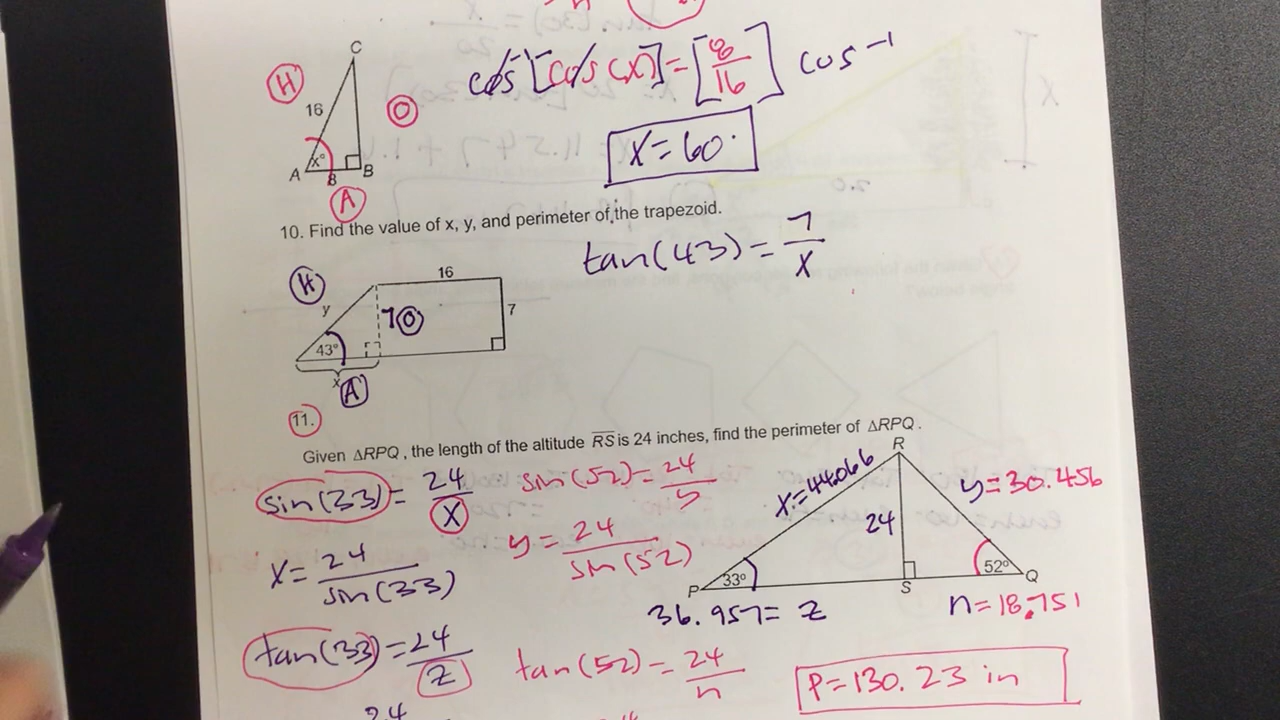 C
H
16
O
x°
A
B
8
A
cos⁻¹[cos(x)] = [8/16] cos⁻¹
x = 60°
10. Find the value of x, y, and perimeter of the trapezoid.
tan(43) = 7/x
H
16
y
7
O
7
43°
x
A
11.
Given ΔRPQ, the length of the altitude RS is 24 inches, find the perimeter of ΔRPQ.
sin(33) = 24/x
sin(52) = 24/y
x = 24/sin(33)
y = 24/sin(52)
tan(33) = 24/z
tan(52) = 24/n
24
R
x = 44.066
y = 30.456
24
33°
52°
P
S
Q
36.957 = z
n = 18.751
P = 130.23 in